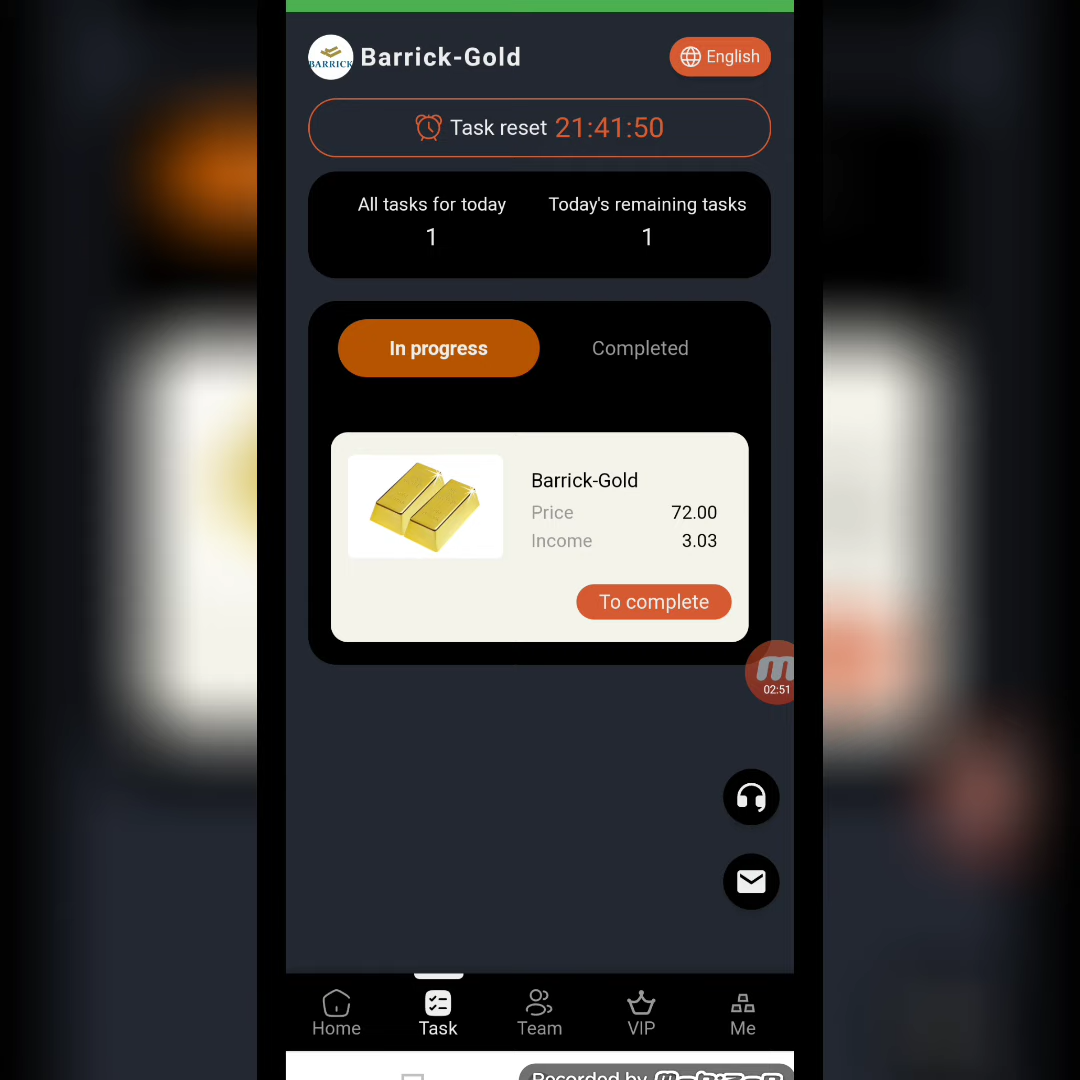 BARRICK
Barrick-Gold
English
Task reset 21:41:50
All tasks for today
Today's remaining tasks
1
1
In progress
Completed
Barrick-Gold
Price 72.00
Income 3.03
To complete
m
02:51
Home
Task
Team
VIP
Me
Recorded by Mobizen